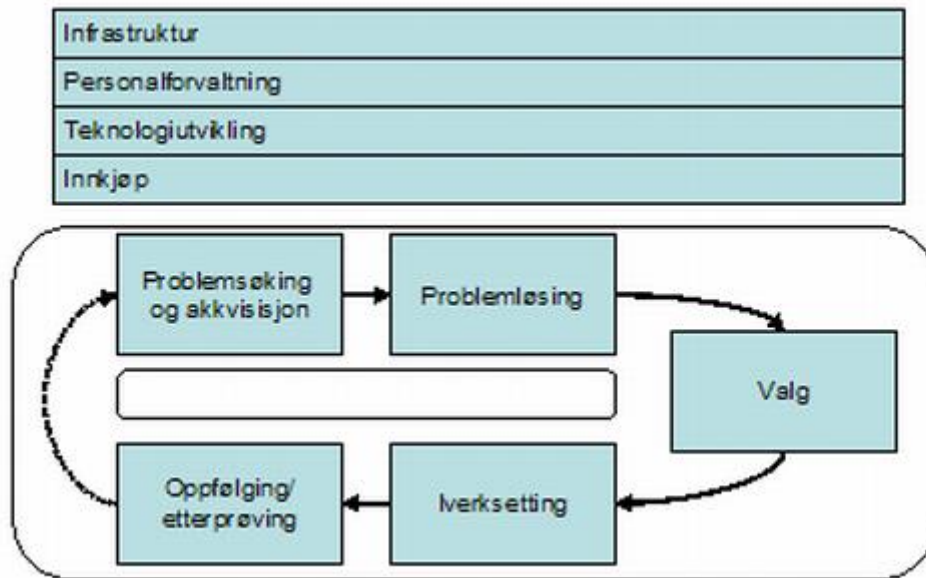 Infrastruktur
Personalforvaltning
Teknologiutvikling
Innkjøp
Problemsøking
og akkvisisjon
Problemløsing
Valg
Iverksetting
Oppfølging/
etterprøving